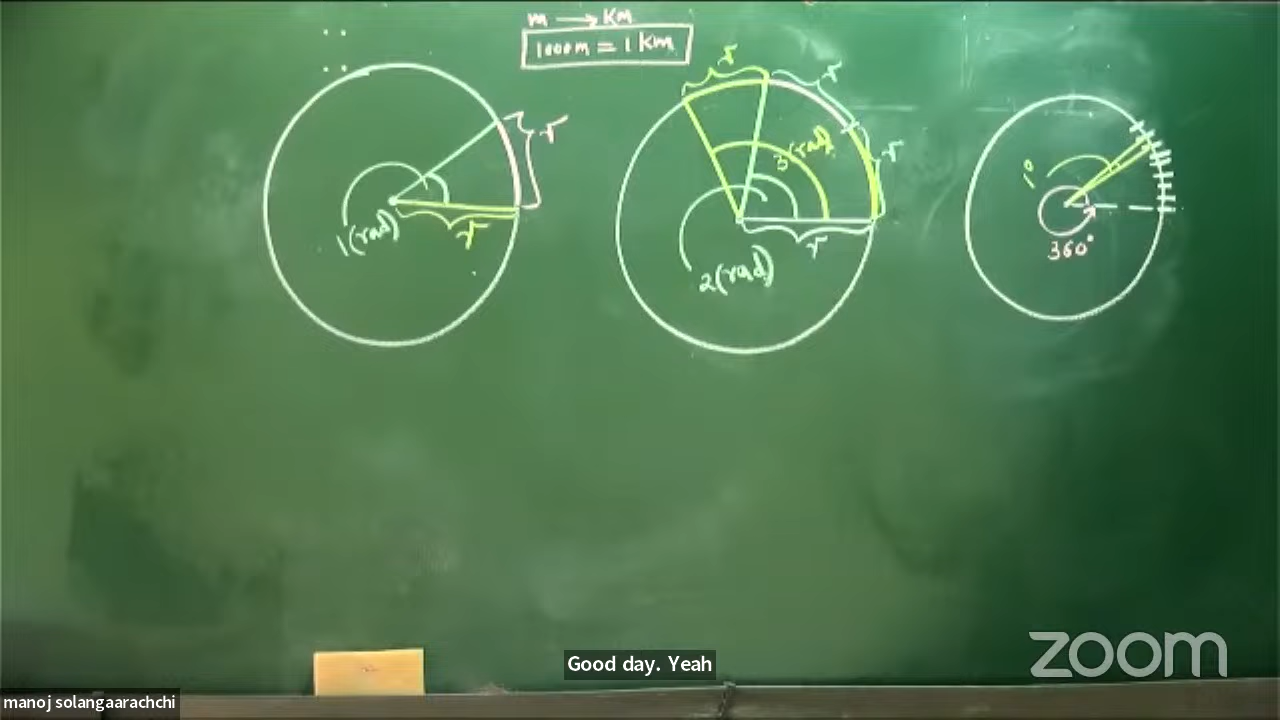 m → Km
1000m = 1 Km
r
r
1(rad)
r
r
r
3(rad)
r
2(rad)
1°
360°
Good day. Yeah
zoom
manoj solangaarachchi